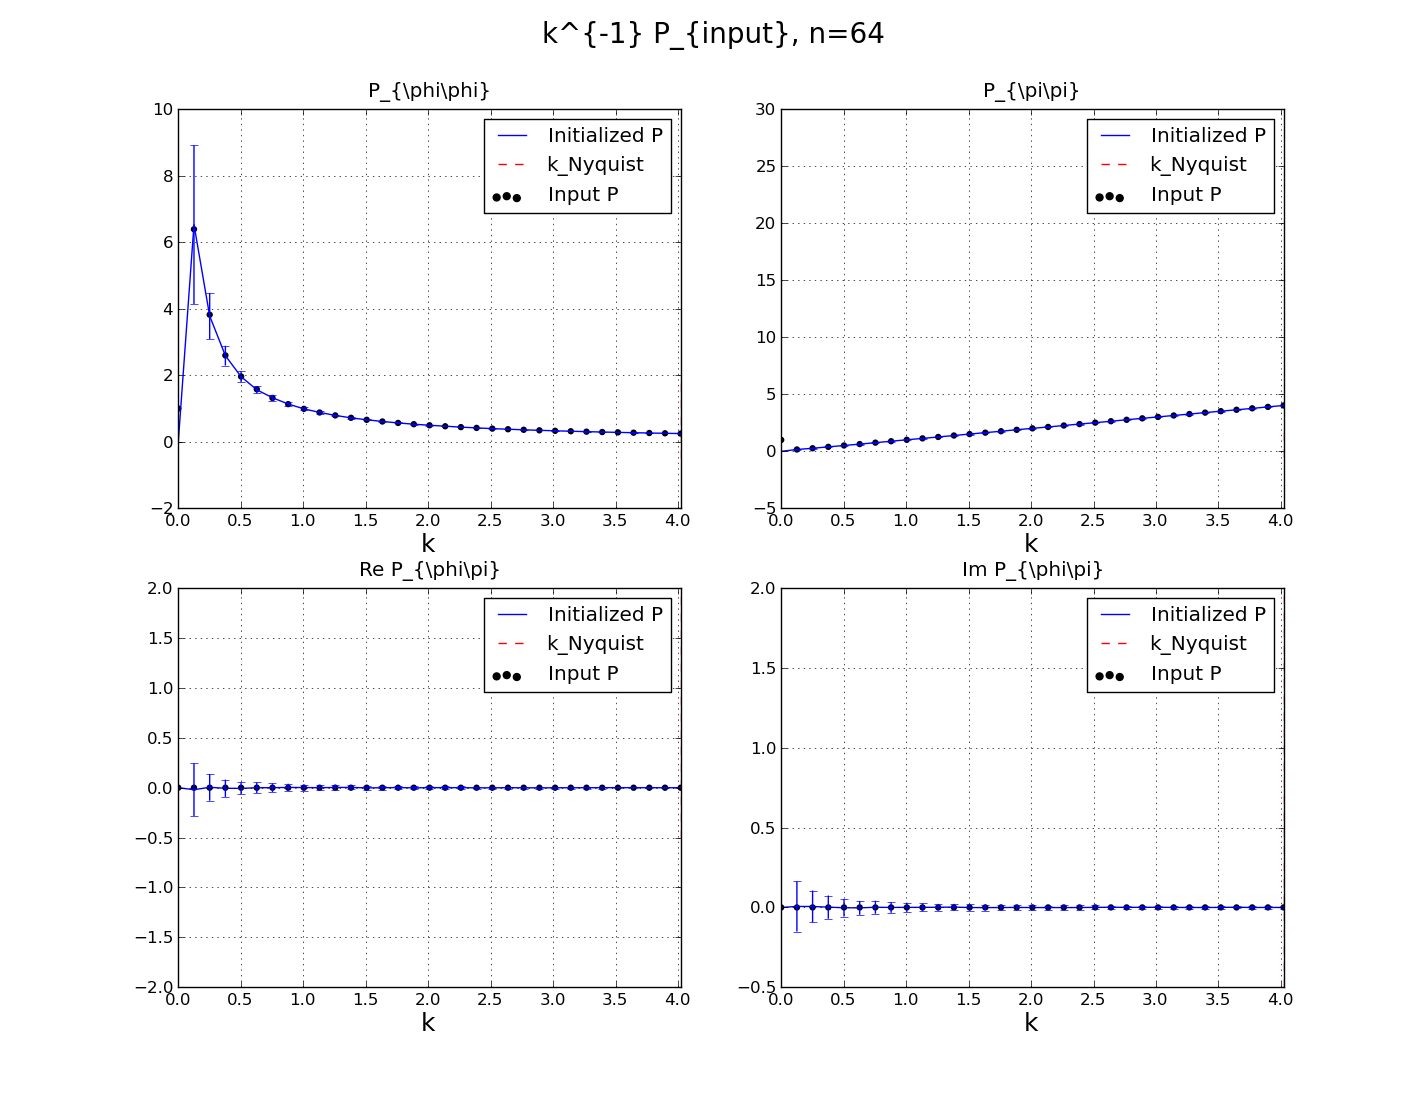 k^{-1} P_{input}, n=64
P_{\phi\phi}
10
8
6
4
2
0
−2
0.0 0.5 1.0 1.5 2.0 2.5 3.0 3.5 4.0
k
Initialized P
k_Nyquist
Input P
P_{\pi\pi}
30
25
20
15
10
5
0
−5
0.0 0.5 1.0 1.5 2.0 2.5 3.0 3.5 4.0
k
Initialized P
k_Nyquist
Input P
Re P_{\phi\pi}
2.0
1.5
1.0
0.5
0.0
−0.5
−1.0
−1.5
−2.0
0.0 0.5 1.0 1.5 2.0 2.5 3.0 3.5 4.0
k
Initialized P
k_Nyquist
Input P
Im P_{\phi\pi}
2.0
1.5
1.0
0.5
0.0
−0.5
0.0 0.5 1.0 1.5 2.0 2.5 3.0 3.5 4.0
k
Initialized P
k_Nyquist
Input P